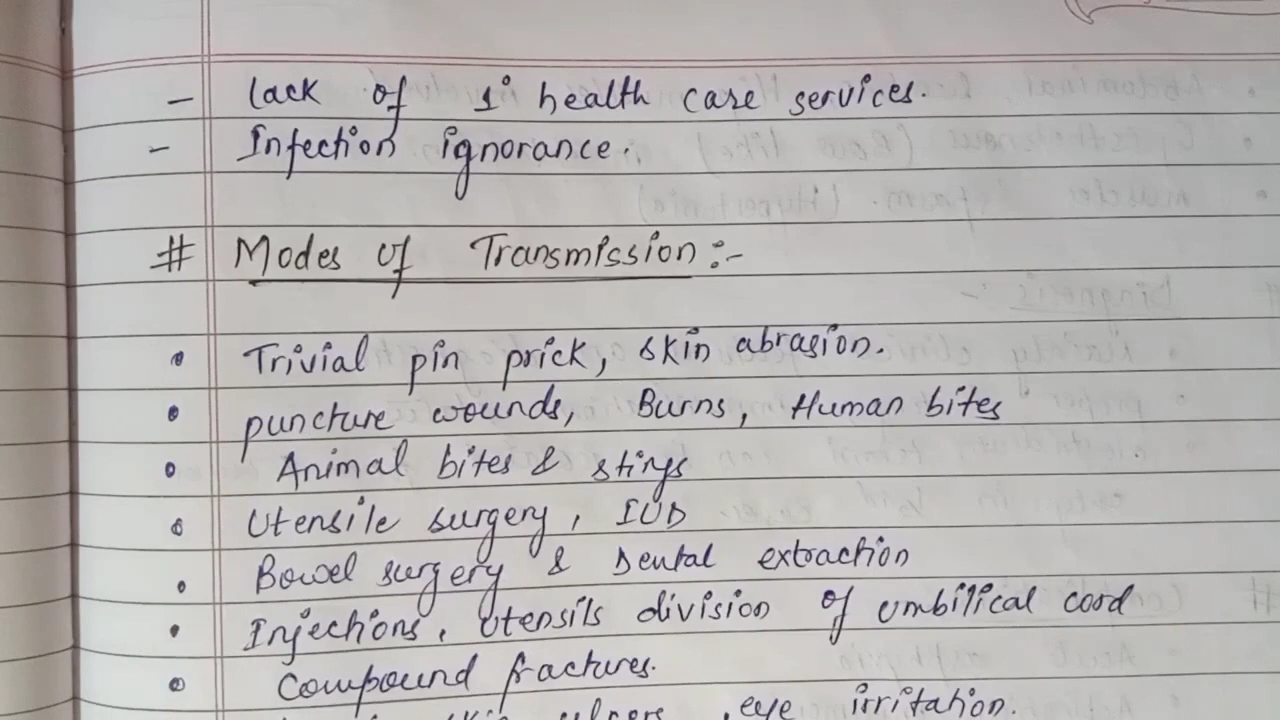 - lack of 1° health care services.
- Infection ignorance.
# Modes of Transmission :-
• Trivial pin prick, skin abrasion.
• puncture wounds, Burns, Human bites
• Animal bites & stings
• Utensile surgery, IUD
• Bowel surgery & Dental extraction
• Injections, Utensils division of umbilical cord
• Compound fractures.
eye irritation.